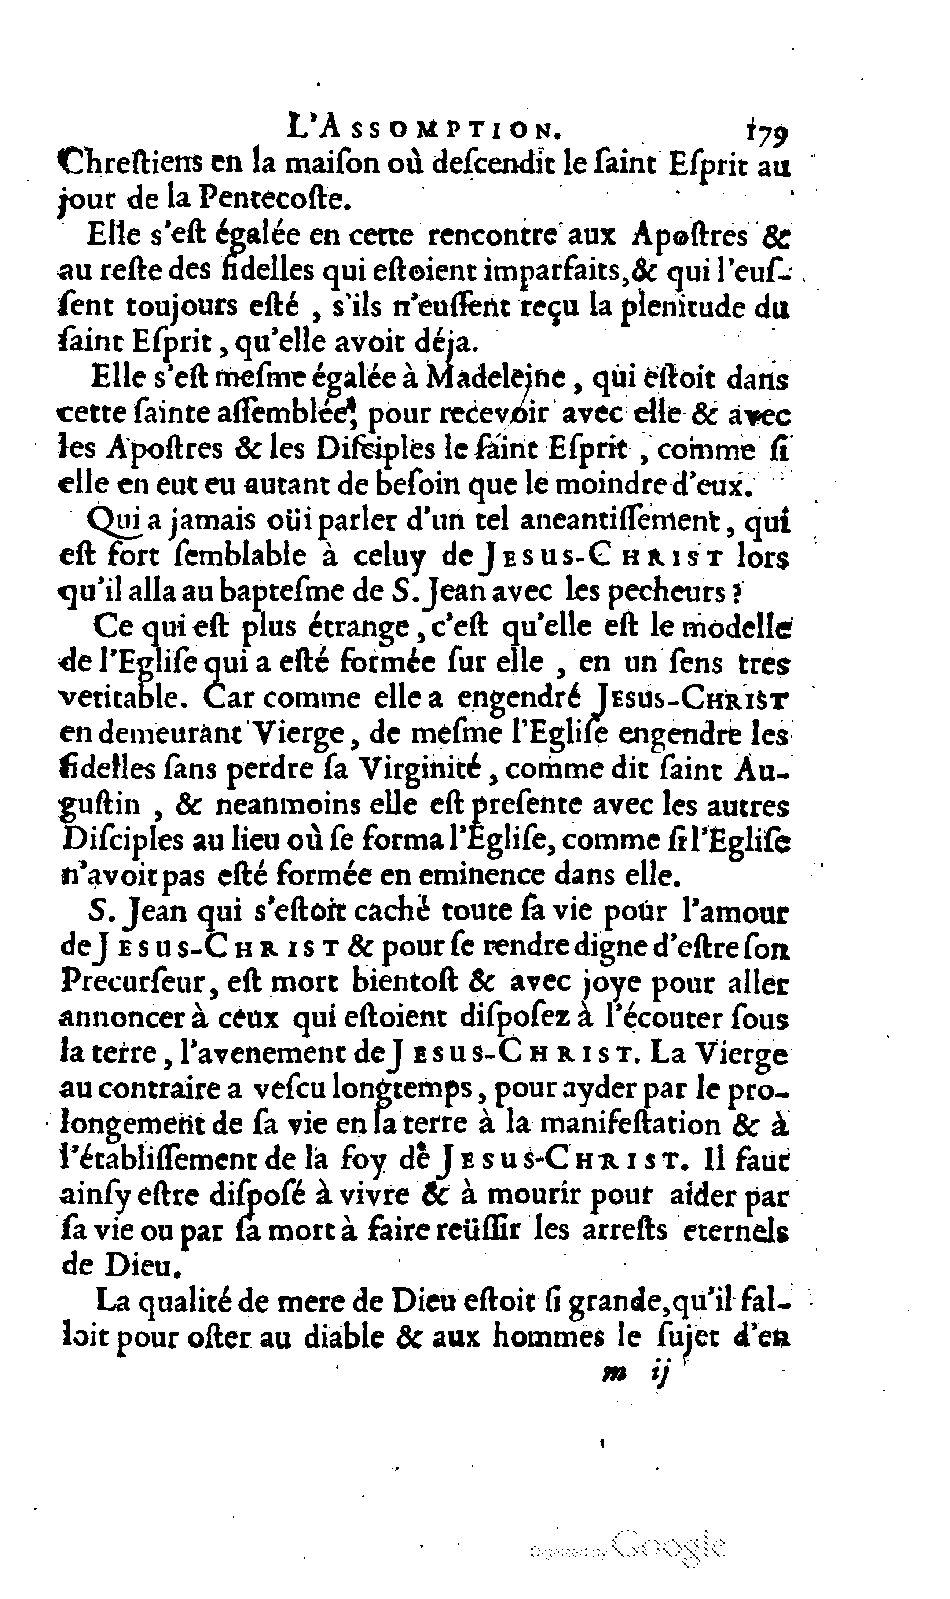 L'ASSOMPTION. 179
Chreſtiens en la maiſon où deſcendit le ſaint Eſprit au
jour de la Pentecoſte.
Elle s'eſt égalée en cette rencontre aux Apoſtres &
au reſte des fidelles qui eſtoient imparfaits, & qui l'euſ-
ſent toujours eſté, s'ils n'euſſent reçu la plenitude du
ſaint Eſprit, qu'elle avoit déja.
Elle s'eſt meſme égalée à Madeleine, qui eſtoit dans
cette ſainte aſſemblée, pour recevoir avec elle & avec
les Apoſtres & les Diſciples le ſaint Eſprit, comme ſi
elle en eut eu autant de beſoin que le moindre d'eux.
Qui a jamais oüi parler d'un tel aneantiſſement, qui
eſt fort ſemblable à celuy de JESUS-CHRIST lors
qu'il alla au bapteſme de S. Jean avec les pecheurs?
Ce qui eſt plus étrange, c'eſt qu'elle eſt le modelle
de l'Egliſe qui a eſté formée ſur elle, en un ſens tres
veritable. Car comme elle a engendré JESUS-CHRIST
en demeurant Vierge, de meſme l'Egliſe engendre les
fidelles ſans perdre ſa Virginité, comme dit ſaint Au-
guſtin, & neanmoins elle eſt preſente avec les autres
Diſciples au lieu où ſe forma l'Egliſe, comme ſi l'Egliſe
n'avoit pas eſté formée en eminence dans elle.
S. Jean qui s'eſtoit caché toute ſa vie pour l'amour
de JESUS-CHRIST & pour ſe rendre digne d'eſtre ſon
Precurſeur, eſt mort bientoſt & avec joye pour aller
annoncer à ceux qui eſtoient diſpoſez à l'écouter ſous
la terre, l'avenement de JESUS-CHRIST. La Vierge
au contraire a veſcu longtemps, pour ayder par le pro-
longement de ſa vie en la terre à la manifeſtation & à
l'établiſſement de la foy de JESUS-CHRIST. Il faut
ainſy eſtre diſpoſé à vivre & à mourir pour aider par
ſa vie ou par ſa mort à faire reüſſir les arreſts eternels
de Dieu.
La qualité de mere de Dieu eſtoit ſi grande, qu'il fal-
loit pour oſter au diable & aux hommes le ſujet d'en
m ij
Digitized by Google